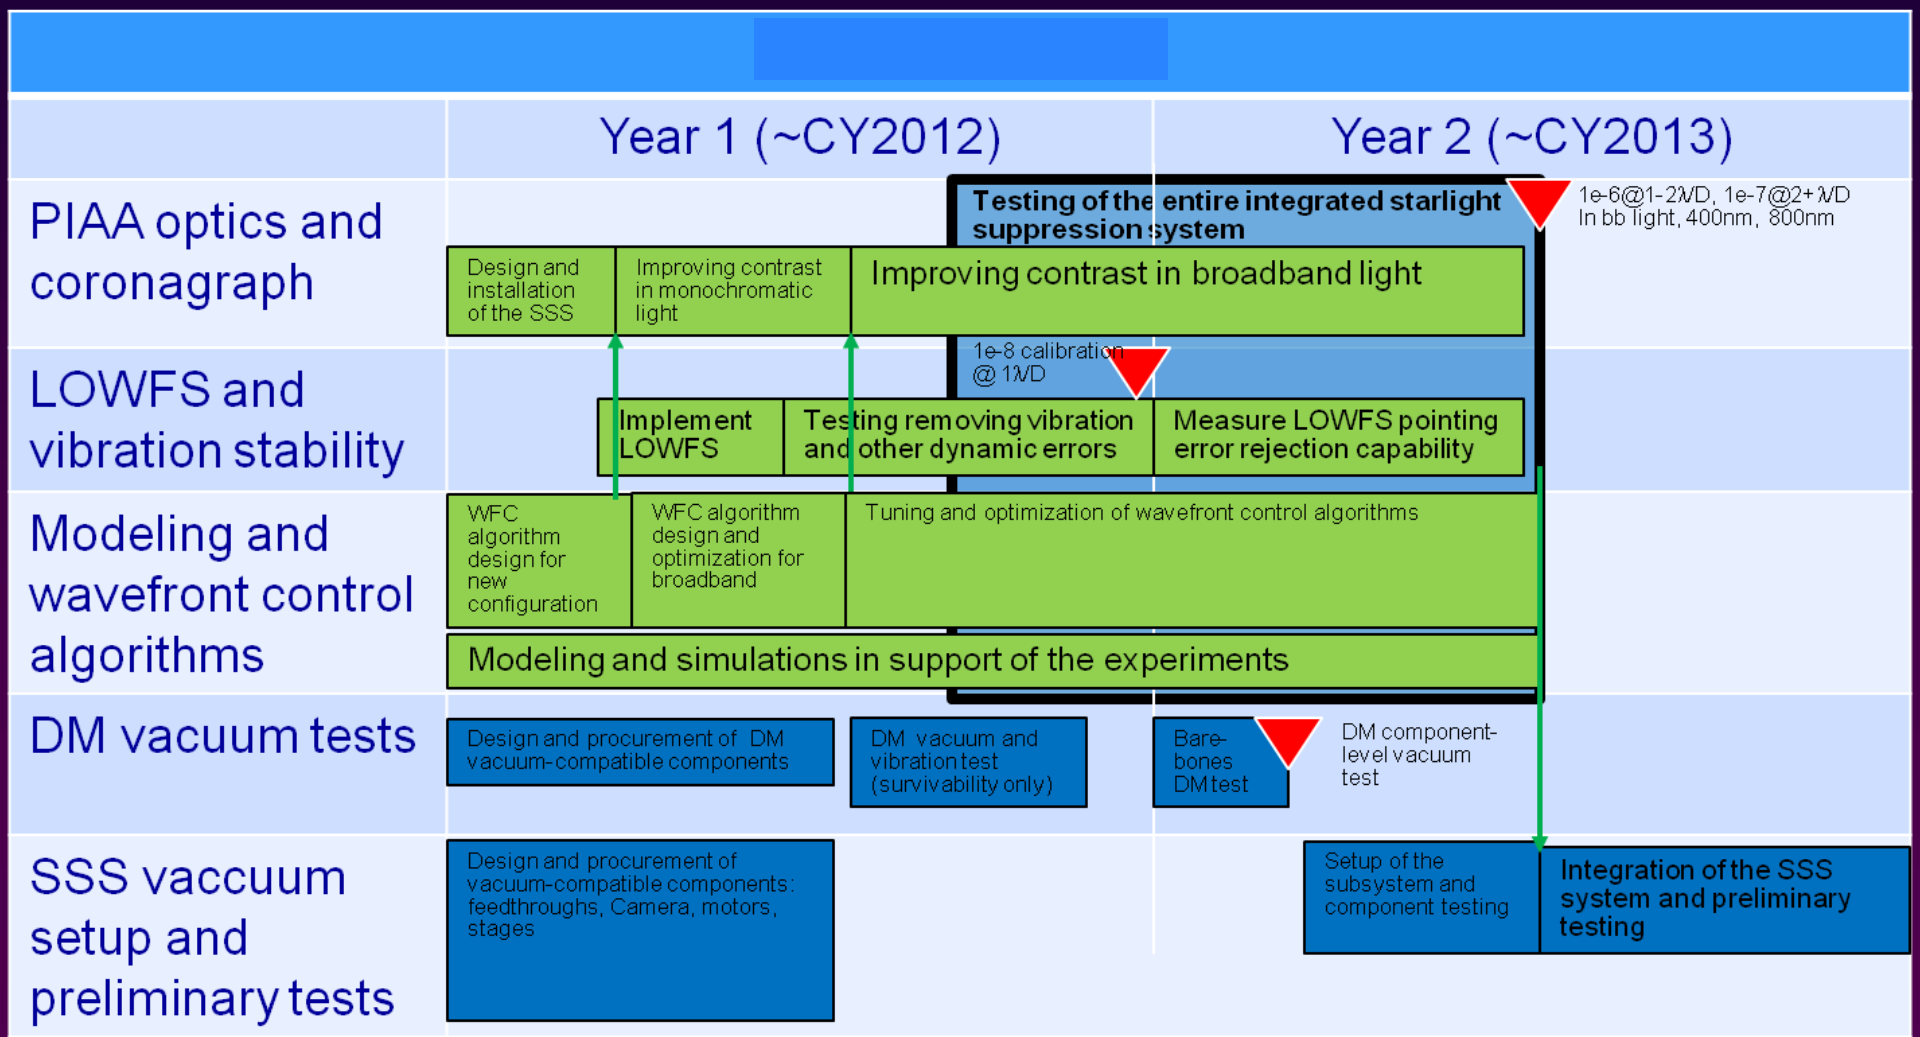 Year 1 (~CY2012)
Year 2 (~CY2013)
PIAA optics and
coronagraph
Testing of the entire integrated starlight
suppression system
1e-6@1-2λ/D, 1e-7@2+λ/D
In bb light, 400nm, 800nm
Design and
installation
of the SSS
Improving contrast
in monochromatic
light
Improving contrast in broadband light
LOWFS and
vibration stability
1e-8 calibration
@ 1λ/D
Implement
LOWFS
Testing removing vibration
and other dynamic errors
Measure LOWFS pointing
error rejection capability
Modeling and
wavefront control
algorithms
WFC
algorithm
design for
new
configuration
WFC algorithm
design and
optimization for
broadband
Tuning and optimization of wavefront control algorithms
Modeling and simulations in support of the experiments
DM vacuum tests
Design and procurement of DM
vacuum-compatible components
DM vacuum and
vibration test
(survivability only)
Bare-
bones
DM test
DM component-
level vacuum
test
SSS vaccuum
setup and
preliminary tests
Design and procurement of
vacuum-compatible components:
feedthroughs, Camera, motors,
stages
Setup of the
subsystem and
component testing
Integration of the SSS
system and preliminary
testing